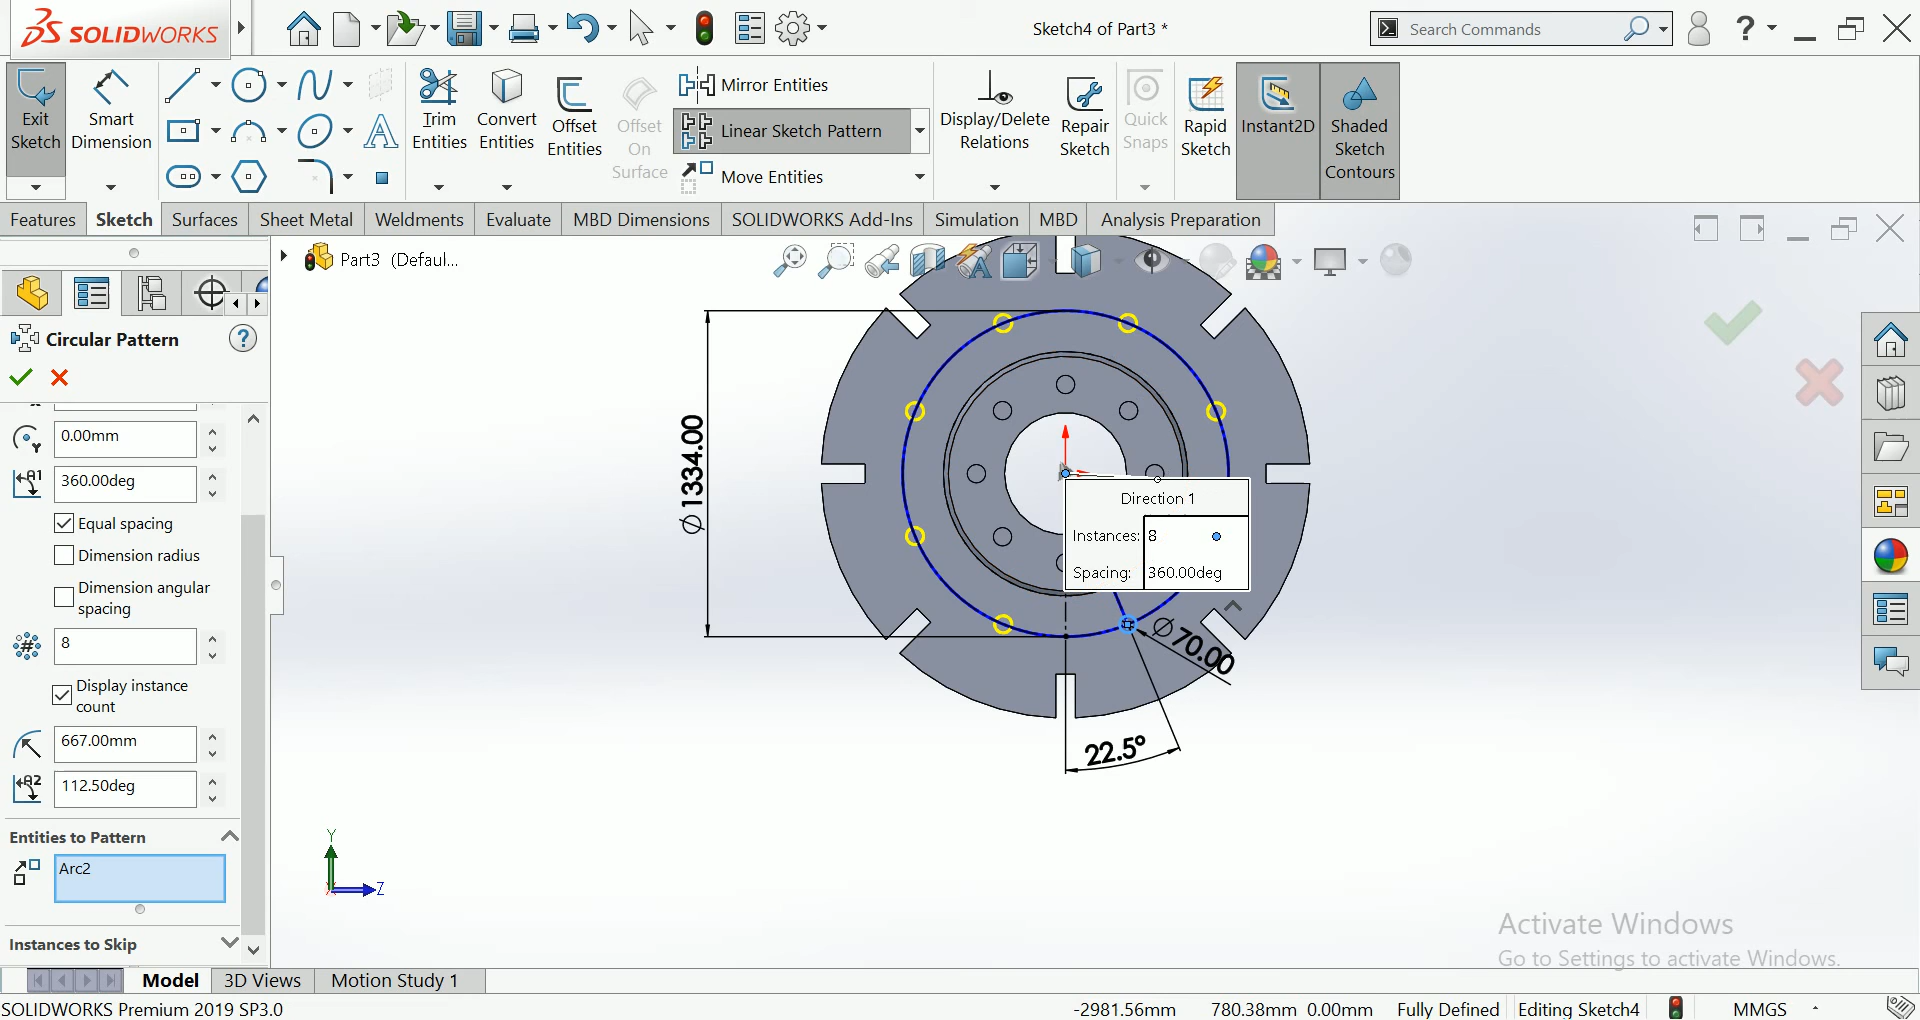 SOLIDWORKS
Sketch4 of Part3 *
Search Commands
?
Exit Sketch
Smart Dimension
Trim Entities
Convert Entities
Offset Entities
Offset On Surface
Mirror Entities
Linear Sketch Pattern
Move Entities
Display/Delete Relations
Repair Sketch
Quick Snaps
Rapid Sketch
Instant2D
Shaded Sketch Contours
Features
Sketch
Surfaces
Sheet Metal
Weldments
Evaluate
MBD Dimensions
SOLIDWORKS Add-Ins
Simulation
MBD
Analysis Preparation
Part3 (Defaul...
Circular Pattern
?
0.00mm
360.00deg
Equal spacing
Dimension radius
Dimension angular
spacing
8
Display instance
count
667.00mm
112.50deg
Entities to Pattern
Arc2
Instances to Skip
∅1334.00
Direction 1
Instances: 8
Spacing: 360.00deg
∅70.00
22.5°
Y
Z
Activate Windows
Go to Settings to activate Windows.
Model
3D Views
Motion Study 1
SOLIDWORKS Premium 2019 SP3.0
-2981.56mm 780.38mm 0.00mm Fully Defined Editing Sketch4 MMGS